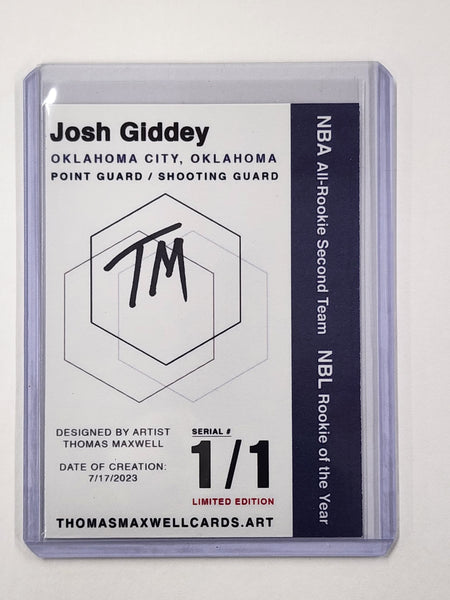 Josh Giddey
OKLAHOMA CITY, OKLAHOMA
POINT GUARD / SHOOTING GUARD
TM
DESIGNED BY ARTIST
THOMAS MAXWELL
DATE OF CREATION:
7/17/2023
SERIAL #
1/1
LIMITED EDITION
THOMASMAXWELLCARDS.ART
NBA All-Rookie Second Team NBL Rookie of the Year